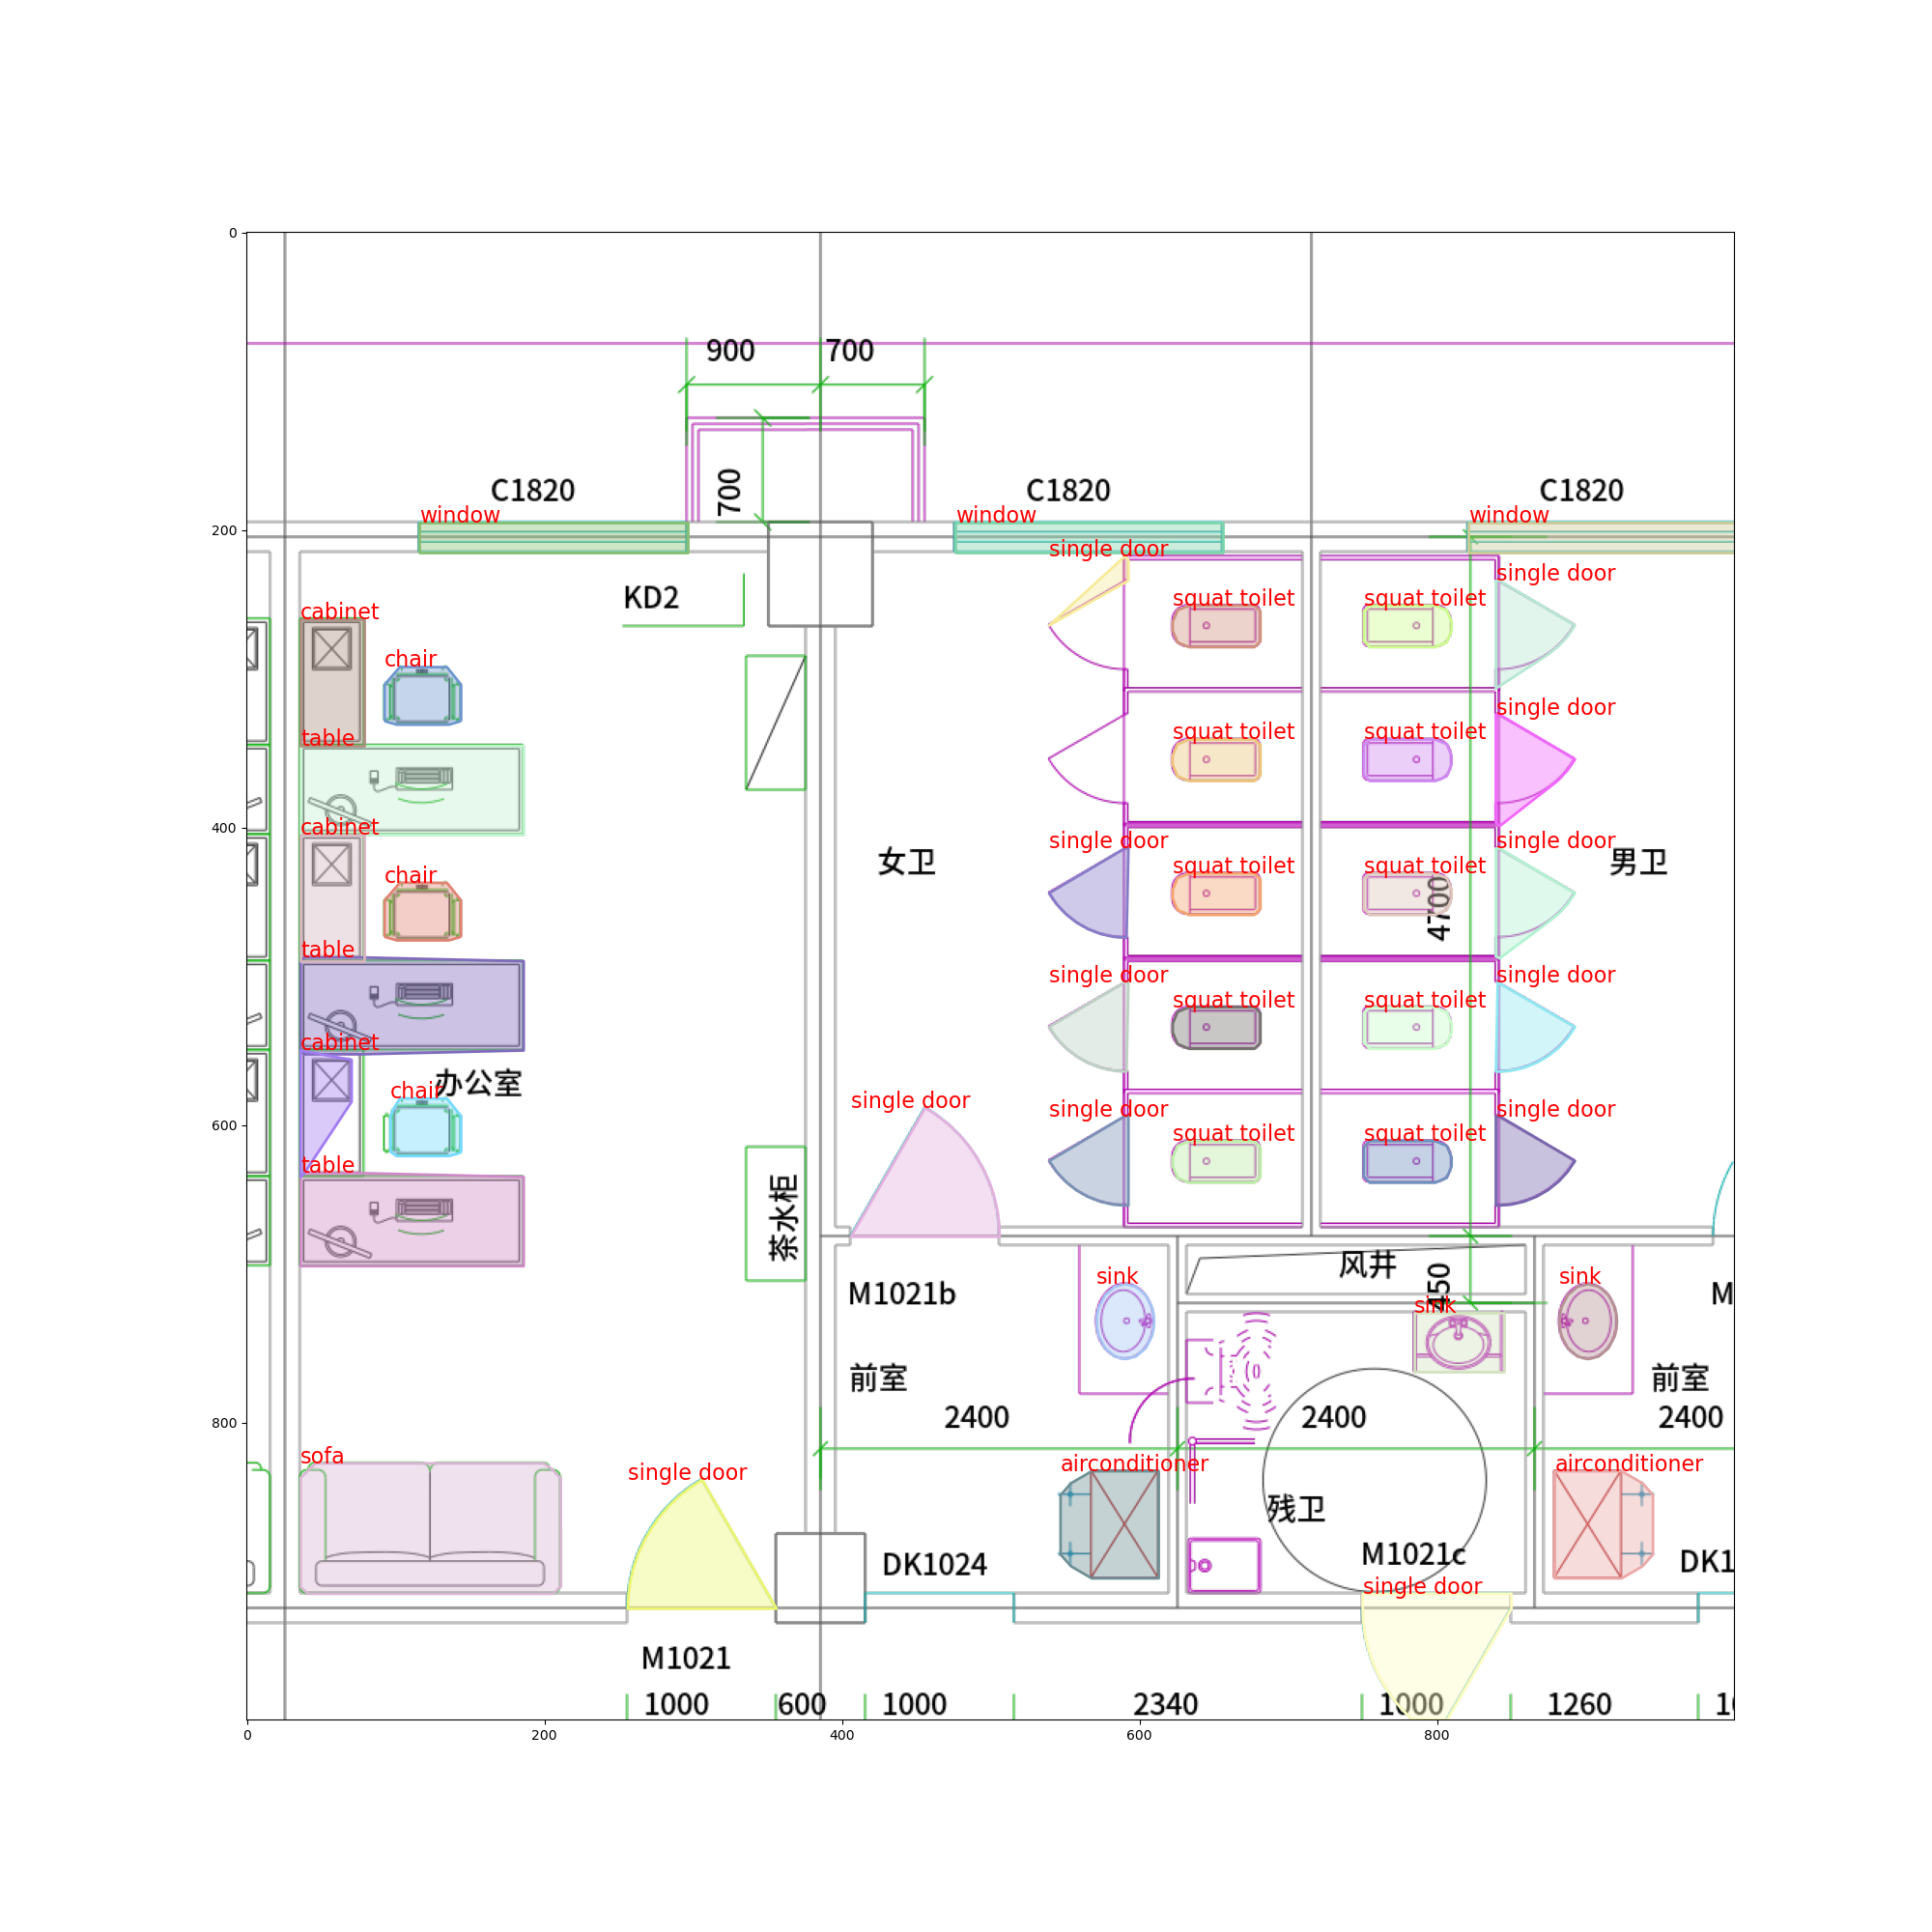 0
900 700
700
C1820 C1820 C1820
window window window
200
single door
single door
KD2
squat toilet squat toilet
cabinet
chair
single door
table
squat toilet squat toilet
400
cabinet
single door single door
女卫 男卫
chair
squat toilet squat toilet
4700
table
single door single door
squat toilet squat toilet
cabinet
办公室
chair
single door single door single door
600
squat toilet squat toilet
table
茶水柜
风井
sink sink
450
M1021b M
sink
前室 前室
2400 2400 2400
800
sofa
single door airconditioner airconditioner
残卫
DK1024 M1021c DK1
single door
M1021
1000 600 1000 2340 1000 1260 10
0 200 400 600 800